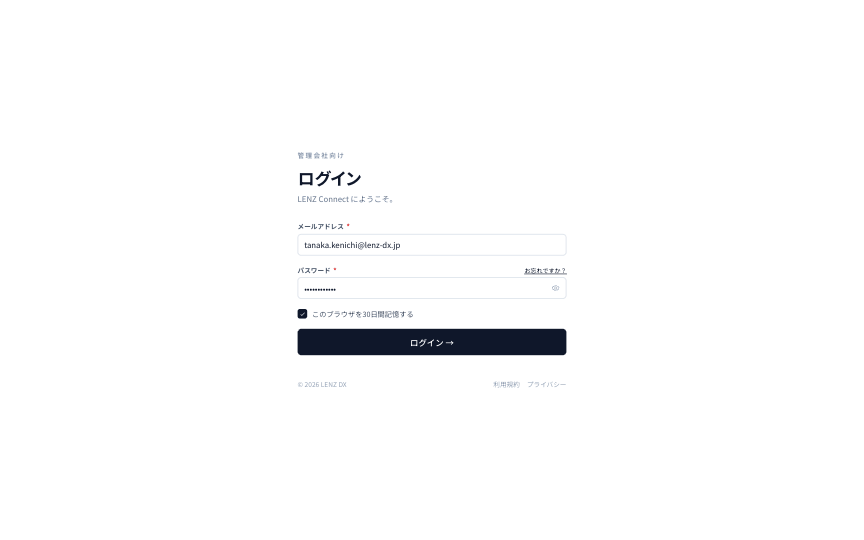 管理会社向け
ログイン
LENZ Connect にようこそ。
メールアドレス *
tanaka.kenichi@lenz-dx.jp
パスワード * お忘れですか？
••••••••••••
このブラウザを30日間記憶する
ログイン →
© 2026 LENZ DX 利用規約 プライバシー